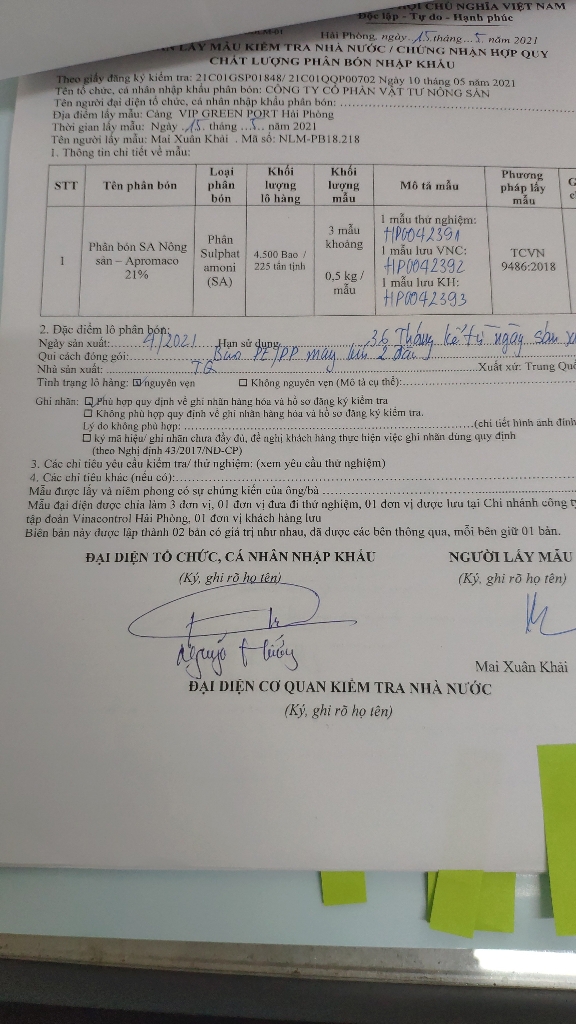 HỘI CHỦ NGHĨA VIỆT NAM
Độc lập - Tự do - Hạnh phúc
Hải Phòng, ngày 15 tháng 5 năm 2021
LẤY MẪU KIỂM TRA NHÀ NƯỚC / CHỨNG NHẬN HỢP QUY
CHẤT LƯỢNG PHÂN BÓN NHẬP KHẨU
Theo giấy đăng ký kiểm tra: 21C01GSP01848/ 21C01QQP00702 Ngày 10 tháng 05 năm 2021
Tên tổ chức, cá nhân nhập khẩu phân bón: CÔNG TY CỔ PHẦN VẬT TƯ NÔNG SẢN
Tên người đại diện tổ chức, cá nhân nhập khẩu phân bón:
Địa điểm lấy mẫu: Cảng VIP GREEN PORT Hải Phòng
Thời gian lấy mẫu: Ngày .15. tháng ..5.. năm 2021
Tên người lấy mẫu: Mai Xuân Khải . Mã số: NLM-PB18.218
1. Thông tin chi tiết về mẫu:
STT
Tên phân bón
Loại phân bón
Khối lượng lô hàng
Khối lượng mẫu
Mô tả mẫu
Phương pháp lấy mẫu
1
Phân bón SA Nông sản – Apromaco 21%
Phân Sulphat amoni (SA)
4,500 Bao / 225 tấn tịnh
3 mẫu khoảng 0,5 kg / mẫu
1 mẫu thử nghiệm:
HP0042391
1 mẫu lưu VNC:
HP0042392
1 mẫu lưu KH:
HP0042393
TCVN 9486:2018
2. Đặc điểm lô phân bón:
Ngày sản xuất: 4/2021 Hạn sử dụng 36 Tháng kể từ ngày sản
Qui cách đóng gói: Bao PE/PP may kín 2 đầu
Nhà sản xuất: TQ Xuất xứ: Trung Quố
Tình trạng lô hàng: ☑ nguyên vẹn ☐ Không nguyên vẹn (Mô tả cụ thể):
Ghi nhãn: ☑ Phù hợp quy định về ghi nhãn hàng hóa và hồ sơ đăng ký kiểm tra
☐ Không phù hợp quy định về ghi nhãn hàng hóa và hồ sơ đăng ký kiểm tra.
Lý do không phù hợp: (chi tiết hình ảnh đính
☐ ký mã hiệu/ ghi nhãn chưa đầy đủ, đề nghị khách hàng thực hiện việc ghi nhãn đúng quy định
(theo Nghị định 43/2017/NĐ-CP)
3. Các chỉ tiêu yêu cầu kiểm tra/ thử nghiệm: (xem yêu cầu thử nghiệm)
4. Các chỉ tiêu khác (nếu có):
Mẫu được lấy và niêm phong có sự chứng kiến của ông/bà
Mẫu đại diện được chia làm 3 đơn vị, 01 đơn vị đưa đi thử nghiệm, 01 đơn vị được lưu tại Chi nhánh công ty
tập đoàn Vinacontrol Hải Phòng, 01 đơn vị khách hàng lưu
Biên bản này được lập thành 02 bản có giá trị như nhau, đã được các bên thông qua, mỗi bên giữ 01 bản.
ĐẠI DIỆN TỔ CHỨC, CÁ NHÂN NHẬP KHẨU NGƯỜI LẤY MẪU
(Ký, ghi rõ họ tên) (Ký, ghi rõ họ tên)
Mai Xuân Khải
ĐẠI DIỆN CƠ QUAN KIỂM TRA NHÀ NƯỚC
(Ký, ghi rõ họ tên)